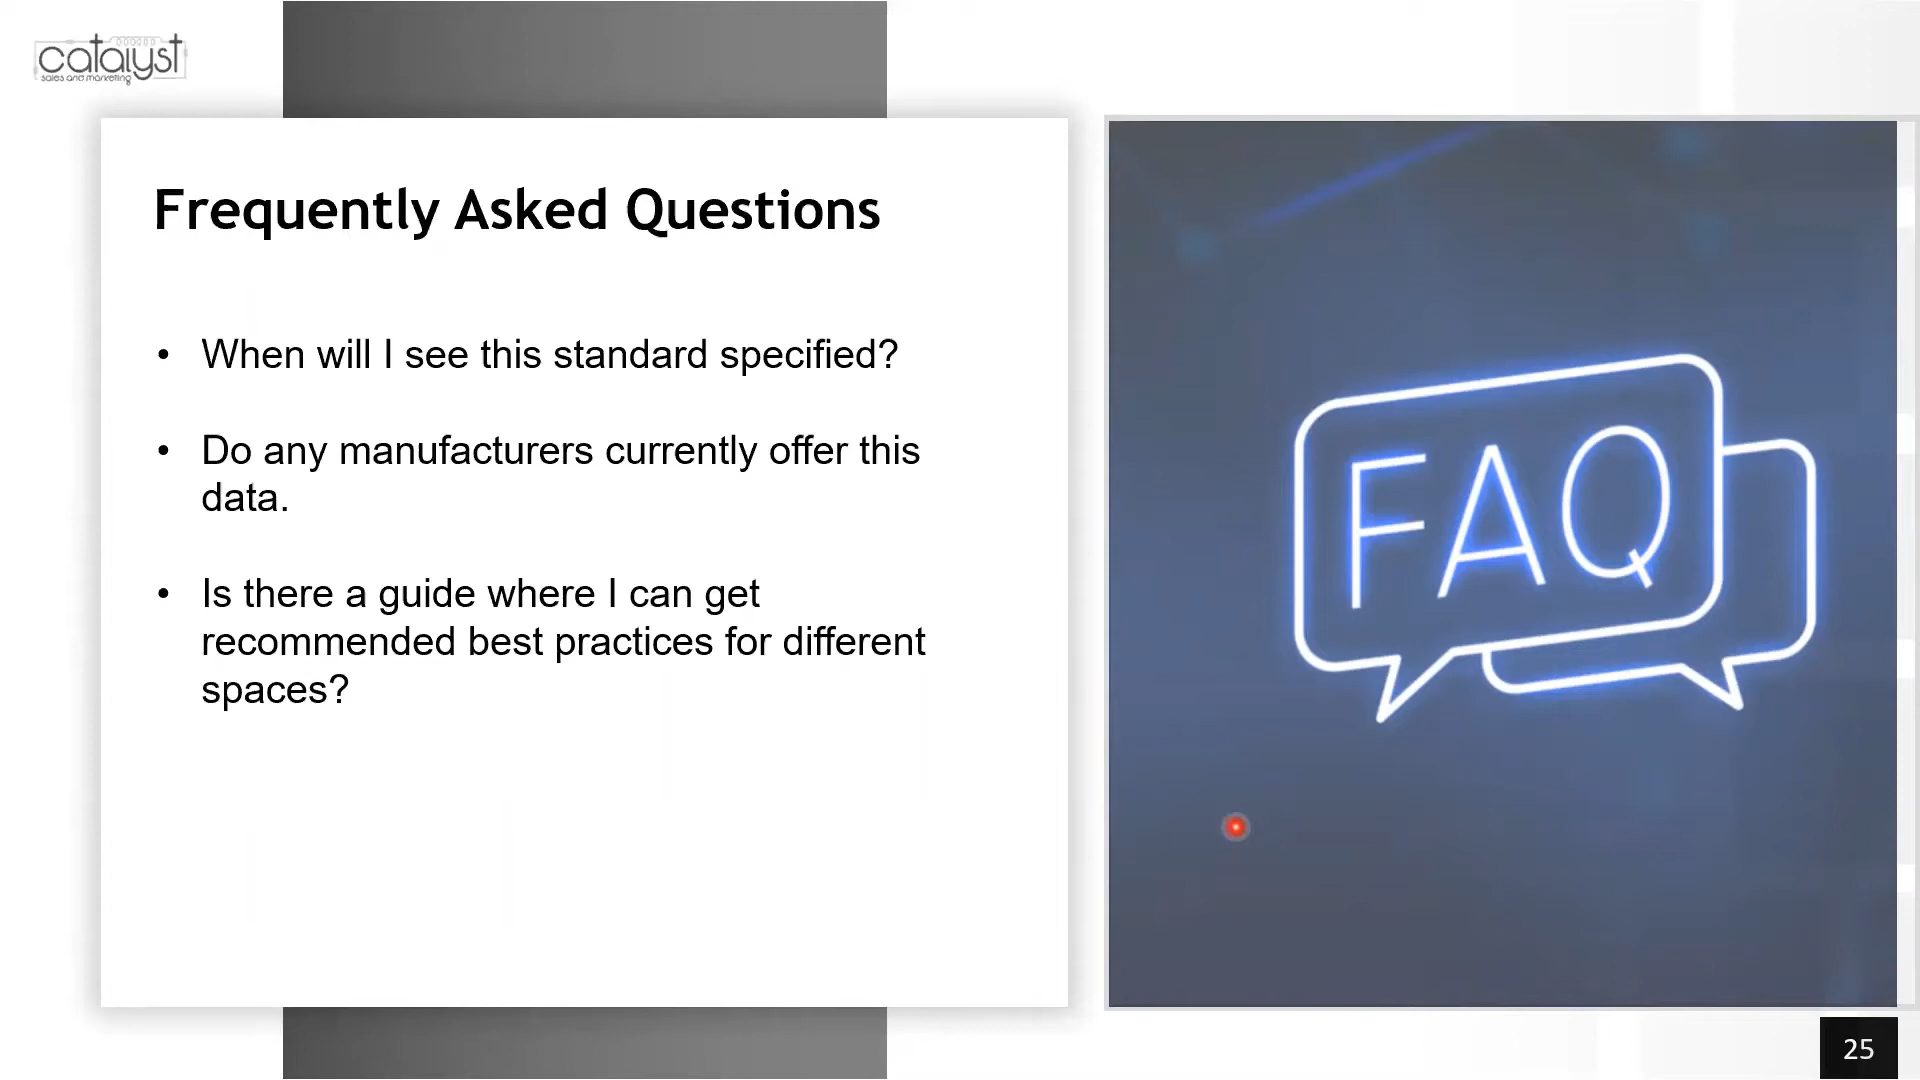 catalyst
sales and marketing
Frequently Asked Questions
• When will I see this standard specified?
• Do any manufacturers currently offer this
data.
• Is there a guide where I can get
recommended best practices for different
spaces?
FAQ
25